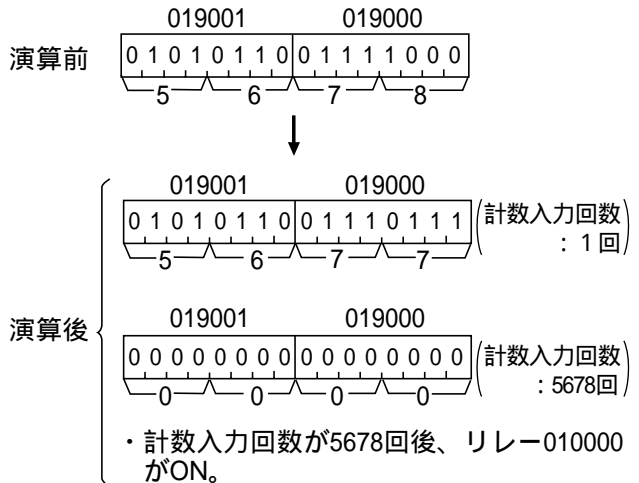 019001 019000
演算前
0 1 0 1 0 1 1 0 0 1 1 1 1 0 0 0
5 6 7 8
019001 019000
0 1 0 1 0 1 1 0 0 1 1 1 0 1 1 1
(計数入力回数
: 1 回)
5 6 7 7
演算後
019001 019000
0 0 0 0 0 0 0 0 0 0 0 0 0 0 0 0
(計数入力回数
: 5678回)
0 0 0 0
・計数入力回数が5678回後、リレー010000
がON。